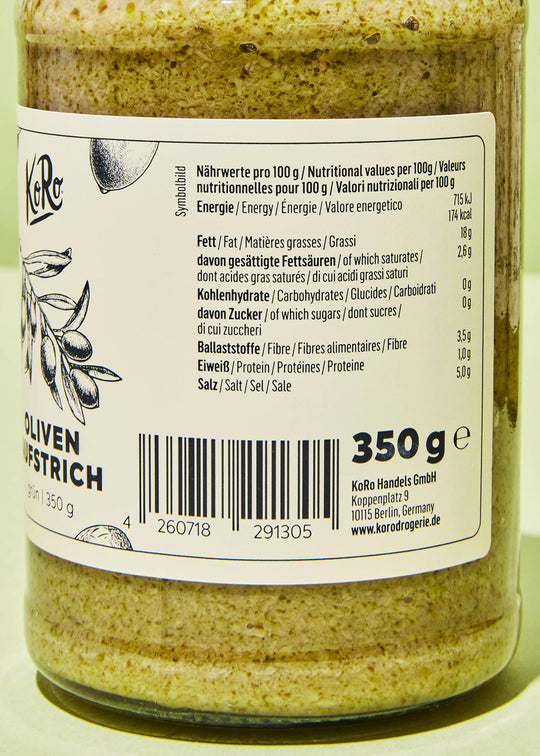 KoRo
OLIVEN
UFSTRICH
grün | 350 g
Symbolbild
Nährwerte pro 100 g / Nutritional values per 100g / Valeurs
nutritionnelles pour 100 g / Valori nutrizionali per 100 g
Energie / Energy / Énergie / Valore energetico 715 kJ
174 kcal
Fett / Fat / Matières grasses / Grassi 18 g
davon gesättigte Fettsäuren / of which saturates / 2,6 g
dont acides gras saturés / di cui acidi grassi saturi
Kohlenhydrate / Carbohydrates / Glucides / Carboidrati 0 g
davon Zucker / of which sugars / dont sucres / 0 g
di cui zuccheri
Ballaststoffe / Fibre / Fibres alimentaires / Fibre 3,5 g
Eiweiß / Protein / Protéines / Proteine 1,0 g
Salz / Salt / Sel / Sale 5,0 g
4 260718 291305
350 g e
KoRo Handels GmbH
Koppenplatz 9
10115 Berlin, Germany
www.korodrogerie.de